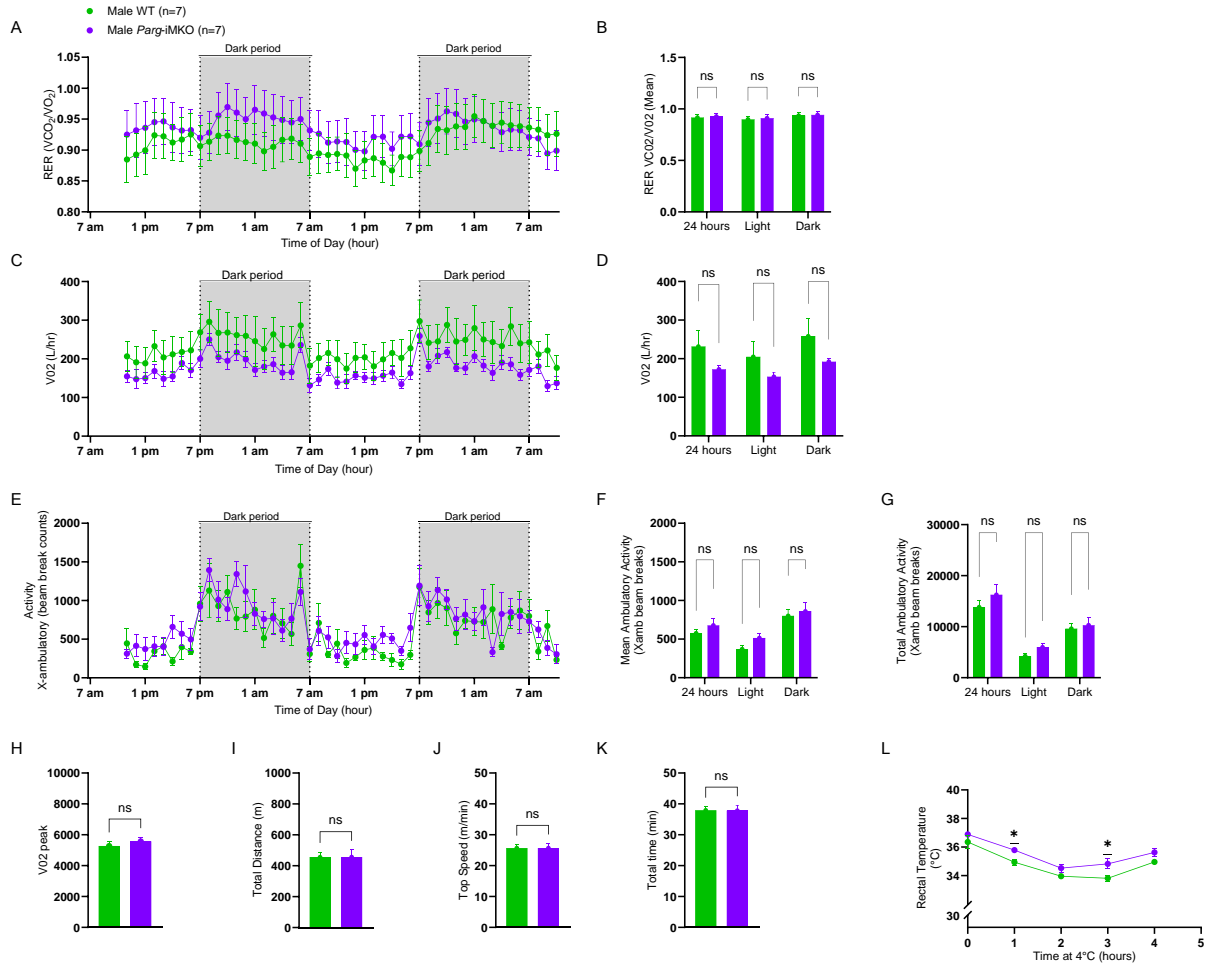 Male WT (n=7)
Male Parg-iMKO (n=7)
A
Dark period
Dark period
RER (VCO2/VO2)
1.05
1.00
0.95
0.90
0.85
0.80
7 am 1 pm 7 pm 1 am 7 am 1 pm 7 pm 1 am 7 am
Time of Day (hour)
B
RER VC02/V02 (Mean)
1.5
1.0
0.5
0.0
ns ns ns
24 hours Light Dark
C
Dark period
Dark period
V02 (L/hr)
400
300
200
100
0
7 am 1 pm 7 pm 1 am 7 am 1 pm 7 pm 1 am 7 am
Time of Day (hour)
D
V02 (L/hr)
400
300
200
100
0
ns ns ns
24 hours Light Dark
E
Dark period
Dark period
Activity
X-ambulatory (beam break counts)
2000
1500
1000
500
0
7 am 1 pm 7 pm 1 am 7 am 1 pm 7 pm 1 am 7 am
Time of Day (hour)
F
Mean Ambulatory Activity
(Xamb beam breaks)
2000
1500
1000
500
0
ns ns ns
24 hours Light Dark
G
Total Ambulatory Activity
(Xamb beam breaks)
30000
20000
10000
0
ns ns ns
24 hours Light Dark
H
V02 peak
10000
8000
6000
4000
2000
0
ns
I
Total Distance (m)
1000
800
600
400
200
0
ns
J
Top Speed (m/min)
50
40
30
20
10
0
ns
K
Total time (min)
50
40
30
20
10
0
ns
L
Rectal Temperature
(°C)
40
38
36
34
30
* *
0 1 2 3 4 5
Time at 4°C (hours)